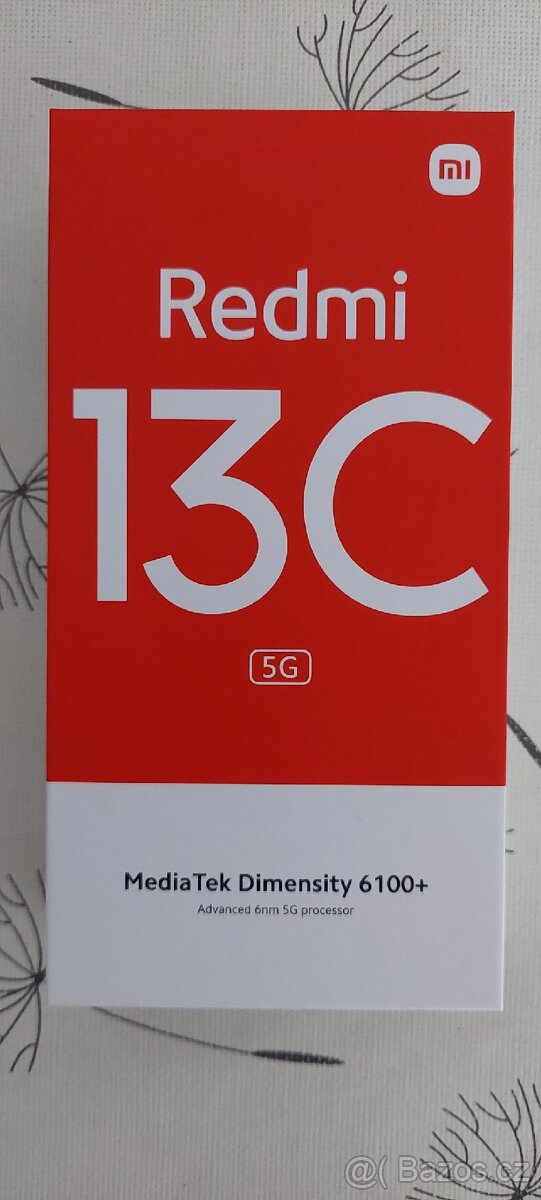 mi
Redmi
13C
5G
MediaTek Dimensity 6100+
Advanced 6nm 5G processor
@( Bazos.cz